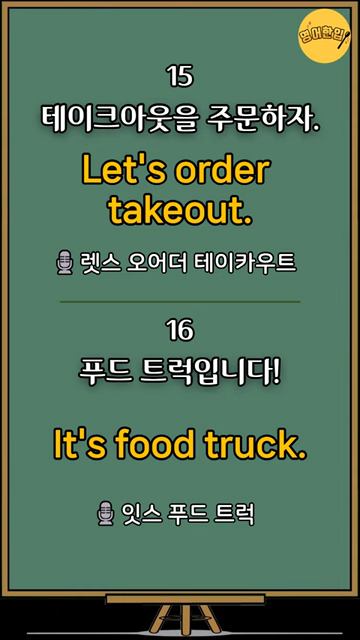 영어한입
15
테이크아웃을 주문하자.
Let's order
takeout.
렛스 오어더 테이카우트
16
푸드 트럭입니다!
It's food truck.
잇스 푸드 트럭